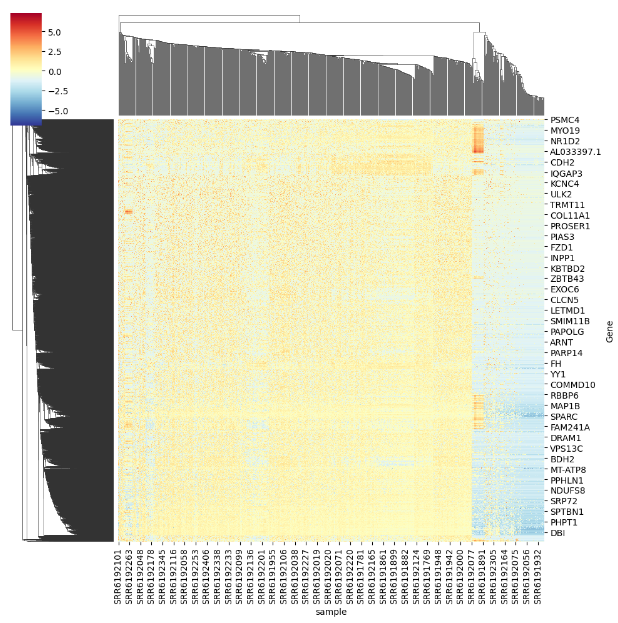 5.0
2.5
0.0
−2.5
−5.0
PSMC4
MYO19
NR1D2
AL033397.1
CDH2
IQGAP3
KCNC4
ULK2
TRMT11
COL11A1
PROSER1
PIAS3
FZD1
INPP1
KBTBD2
ZBTB43
EXOC6
CLCN5
LETMD1
SMIM11B
PAPOLG
ARNT
PARP14
FH
YY1
COMMD10
RBBP6
MAP1B
SPARC
FAM241A
DRAM1
VPS13C
BDH2
MT-ATP8
PPHLN1
NDUFS8
SRP72
SPTBN1
PHPT1
DBI
Gene
SRR6192101
SRR6192263
SRR6192048
SRR6192178
SRR6192345
SRR6192116
SRR6192058
SRR6192253
SRR6192406
SRR6192338
SRR6192233
SRR6192099
SRR6192136
SRR6192201
SRR6191955
SRR6192106
SRR6192038
SRR6192227
SRR6192019
SRR6192020
SRR6192071
SRR6192220
SRR6191781
SRR6192165
SRR6191861
SRR6191899
SRR6191882
SRR6192124
SRR6191769
SRR6191948
SRR6191942
SRR6192000
SRR6192077
SRR6191891
SRR6192305
SRR6192164
SRR6192075
SRR6192056
SRR6191932
sample